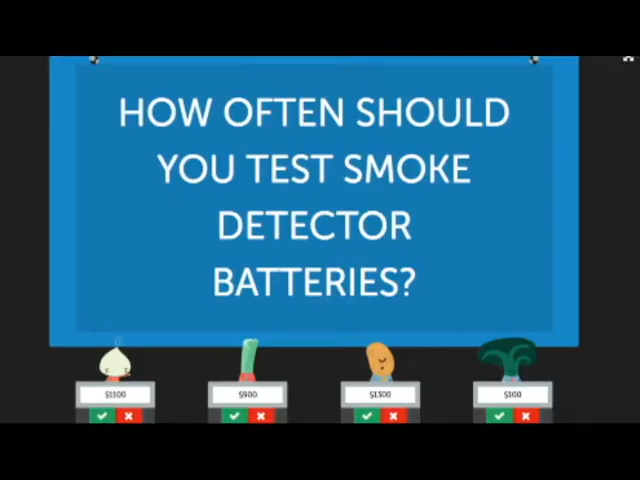 HOW OFTEN SHOULD
YOU TEST SMOKE
DETECTOR
BATTERIES?
$1100 $900 $1300 $100